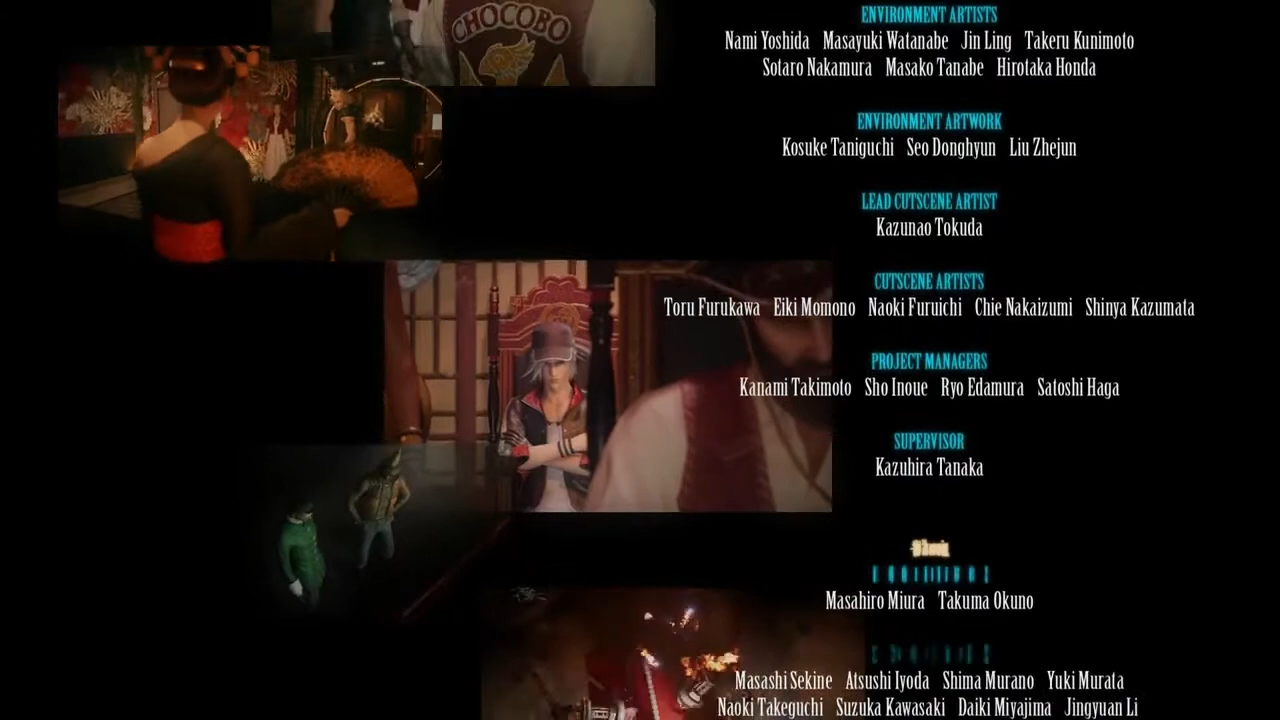 CHOCOBO
ENVIRONMENT ARTISTS
Nami Yoshida Masayuki Watanabe Jin Ling Takeru Kunimoto
Sotaro Nakamura Masako Tanabe Hirotaka Honda
ENVIRONMENT ARTWORK
Kosuke Taniguchi Seo Donghyun Liu Zhejun
LEAD CUTSCENE ARTIST
Kazunao Tokuda
CUTSCENE ARTISTS
Toru Furukawa Eiki Momono Naoki Furuichi Chie Nakaizumi Shinya Kazumata
PROJECT MANAGERS
Kanami Takimoto Sho Inoue Ryo Edamura Satoshi Haga
SUPERVISOR
Kazuhira Tanaka
Masahiro Miura Takuma Okuno
Masashi Sekine Atsushi Iyoda Shima Murano Yuki Murata
Naoki Takeguchi Suzuka Kawasaki Daiki Miyajima Jingyuan Li